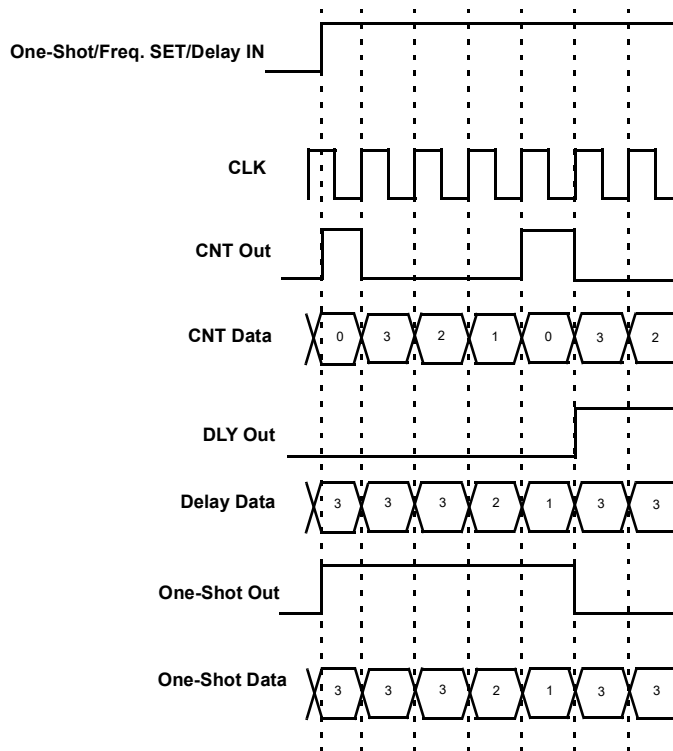 One-Shot/Freq. SET/Delay IN
CLK
CNT Out
CNT Data 0 3 2 1 0 3 2
DLY Out
Delay Data 3 3 3 2 1 3 3
One-Shot Out
One-Shot Data 3 3 3 2 1 3 3